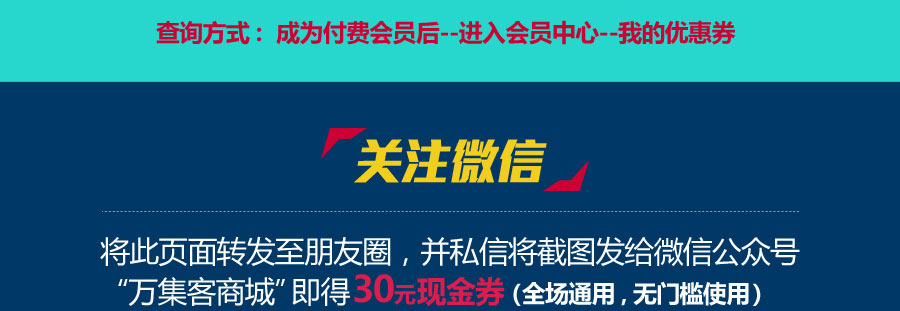 查询方式：成为付费会员后--进入会员中心--我的优惠券
关注微信
将此页面转发至朋友圈，并私信将截图发给微信公众号
“万集客商城”即得30元现金券（全场通用，无门槛使用）